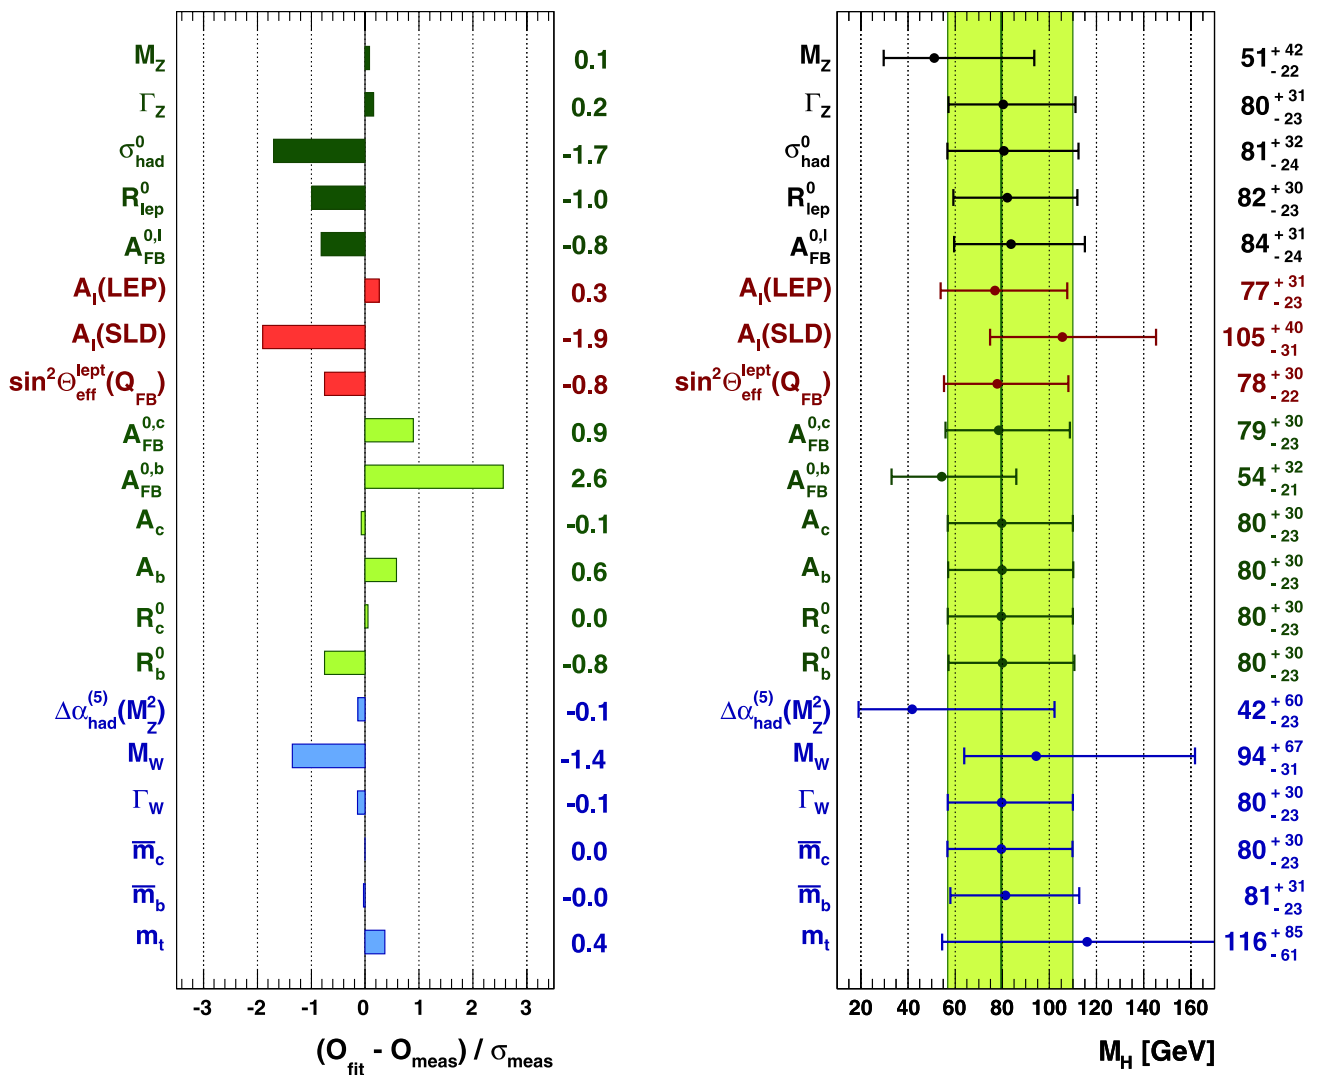 M_Z 0.1 M_Z 51 +42 -22
Γ_Z 0.2 Γ_Z 80 +31 -23
σ^0_had -1.7 σ^0_had 81 +32 -24
R^0_lep -1.0 R^0_lep 82 +30 -23
A^0,l_FB -0.8 A^0,l_FB 84 +31 -24
A_l(LEP) 0.3 A_l(LEP) 77 +31 -23
A_l(SLD) -1.9 A_l(SLD) 105 +40 -31
sin²Θ^lept_eff(Q_FB) -0.8 sin²Θ^lept_eff(Q_FB) 78 +30 -22
A^0,c_FB 0.9 A^0,c_FB 79 +30 -23
A^0,b_FB 2.6 A^0,b_FB 54 +32 -21
A_c -0.1 A_c 80 +30 -23
A_b 0.6 A_b 80 +30 -23
R^0_c 0.0 R^0_c 80 +30 -23
R^0_b -0.8 R^0_b 80 +30 -23
Δα^(5)_had(M²_Z) -0.1 Δα^(5)_had(M²_Z) 42 +60 -23
M_W -1.4 M_W 94 +67 -31
Γ_W -0.1 Γ_W 80 +30 -23
m̅_c 0.0 m̅_c 80 +30 -23
m̅_b -0.0 m̅_b 81 +31 -23
m_t 0.4 m_t 116 +85 -61
-3 -2 -1 0 1 2 3 20 40 60 80 100 120 140 160
(O_fit - O_meas) / σ_meas M_H [GeV]